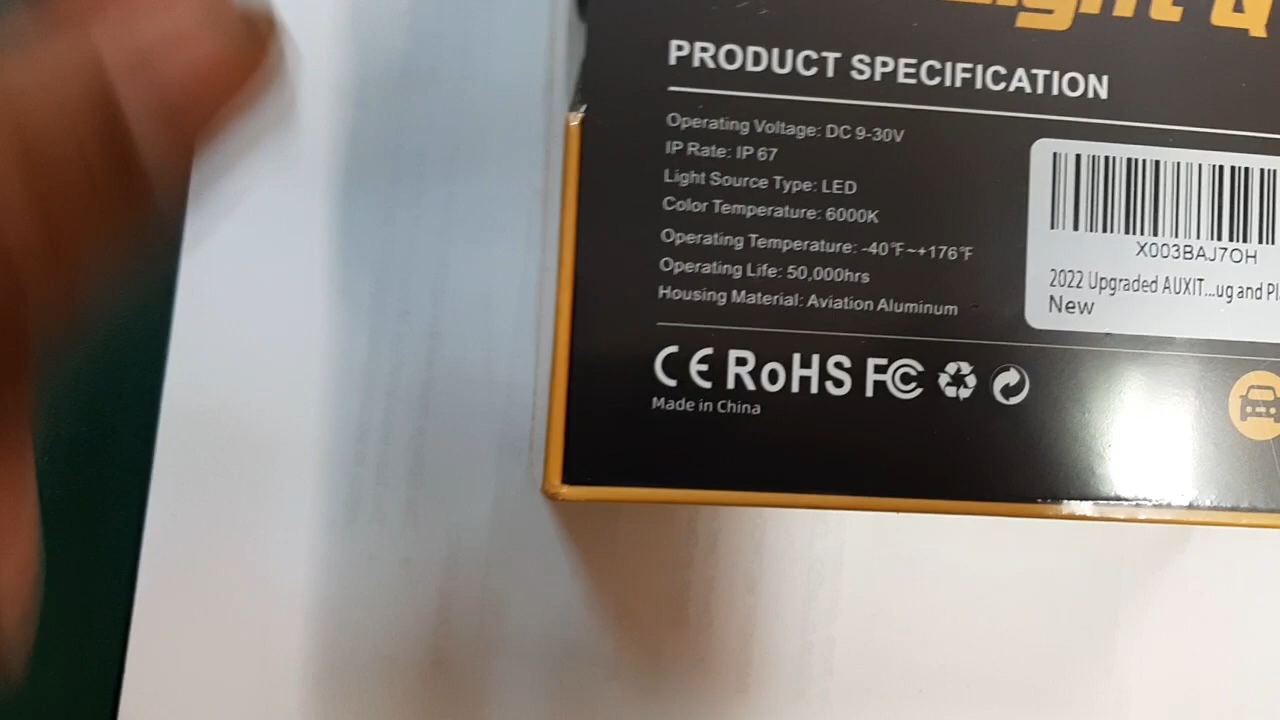 Light
PRODUCT SPECIFICATION
Operating Voltage: DC 9-30V
IP Rate: IP 67
Light Source Type: LED
Color Temperature: 6000K
Operating Temperature: -40°F~+176°F
Operating Life: 50,000hrs
Housing Material: Aviation Aluminum
X003BAJ7OH
2022 Upgraded AUXIT...ug and Pl
New
CE RoHS FC
Made in China